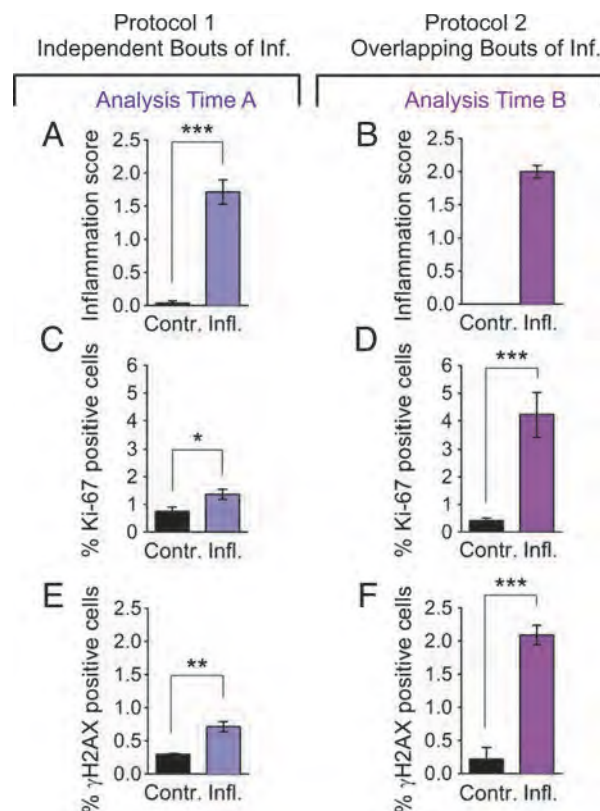 Protocol 1
Independent Bouts of Inf.
Protocol 2
Overlapping Bouts of Inf.
Analysis Time A
Analysis Time B
A
Inflammation score
2.5
2.0
1.5
1.0
0.5
0.0
***
Contr. Infl.
B
Inflammation score
2.5
2.0
1.5
1.0
0.5
0.0
Contr. Infl.
C
% Ki-67 positive cells
6
5
4
3
2
1
0
*
Contr. Infl.
D
% Ki-67 positive cells
6
5
4
3
2
1
0
***
Contr. Infl.
E
% γH2AX positive cells
2.5
2.0
1.5
1.0
0.5
0.0
**
Contr. Infl.
F
% γH2AX positive cells
2.5
2.0
1.5
1.0
0.5
0.0
***
Contr. Infl.